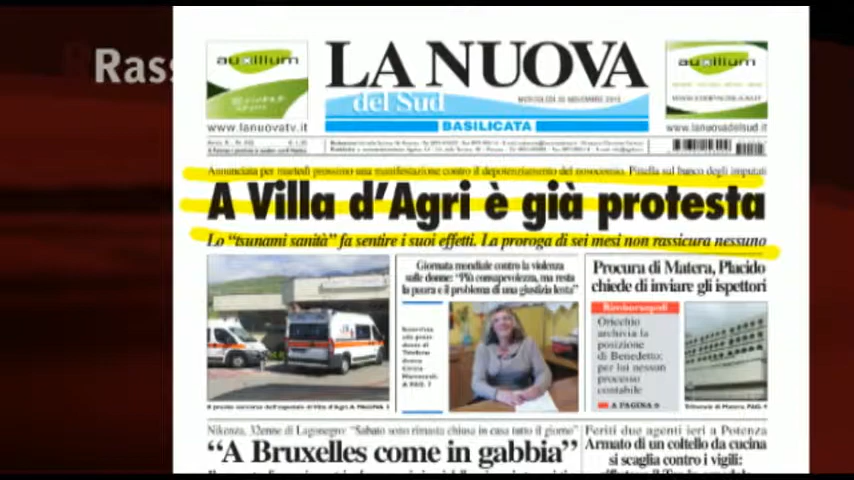 Rass
auxilium
www.lanuovatv.it
LA NUOVA
del Sud
BASILICATA
auxilium
www.lanuovadelsud.it
Annunciata per martedì prossimo una manifestazione contro il depotenziamento del nosocomio. Pittella sul banco degli imputati
A Villa d'Agri è già protesta
Lo "tsunami sanità" fa sentire i suoi effetti. La proroga di sei mesi non rassicura nessuno
Giornata mondiale contro la violenza
sulle donne: "Più consapevolezza, ma resta
la paura e il problema di una giustizia lenta"
Procura di Matera, Placido
chiede di inviare gli ispettori
Rimborsopoli
Oricchio
archivia la
posizione
di Benedetto:
per lui nessun
processo
contabile
A PAGINA 6
Il pronto soccorso dell'ospedale di Villa d'Agri A PAGINA
Tribunale di Matera PAG.
Nikenza, 32enne di Lagonegro: "Sabato sono rimasta chiusa in casa tutto il giorno"
"A Bruxelles come in gabbia"
Feriti due agenti ieri a Potenza
Armato di un coltello da cucina
si scaglia contro i vigili: